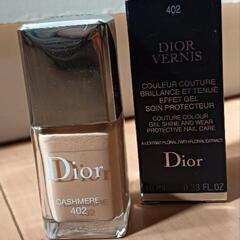 Dior
CASHMERE
402
402
DIOR
VERNIS
COULEUR COUTURE
BRILLANCE ET TENUE
EFFET GEL
SOIN PROTECTEUR
COUTURE COLOUR
GEL SHINE AND WEAR
PROTECTIVE NAIL CARE
Dior
0.33 FL.OZ